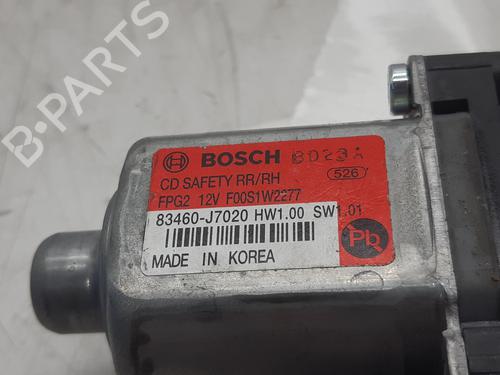 B-PARTS
BOSCH 8D23A
CD SAFETY RR/RH 526
FPG2 12V F00S1W2277
83460-J7020 HW1.00 SW1.01
Pb
MADE IN KOREA